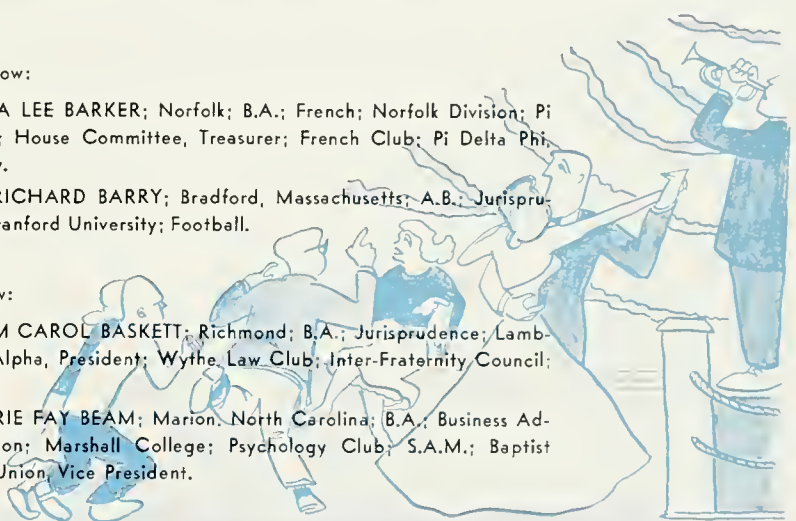 ow:
A LEE BARKER; Norfolk; B.A.; French; Norfolk Division; Pi
; House Committee, Treasurer; French Club; Pi Delta Phi,
y.
RICHARD BARRY; Bradford, Massachusetts; A.B.; Jurispru-
anford University; Football.
w:
M CAROL BASKETT; Richmond; B.A.; Jurisprudence; Lamb-
Alpha, President; Wythe Law Club; Inter-Fraternity Council;
RIE FAY BEAM; Marion, North Carolina; B.A.; Business Ad-
on; Marshall College; Psychology Club; S.A.M.; Baptist
Union, Vice President.